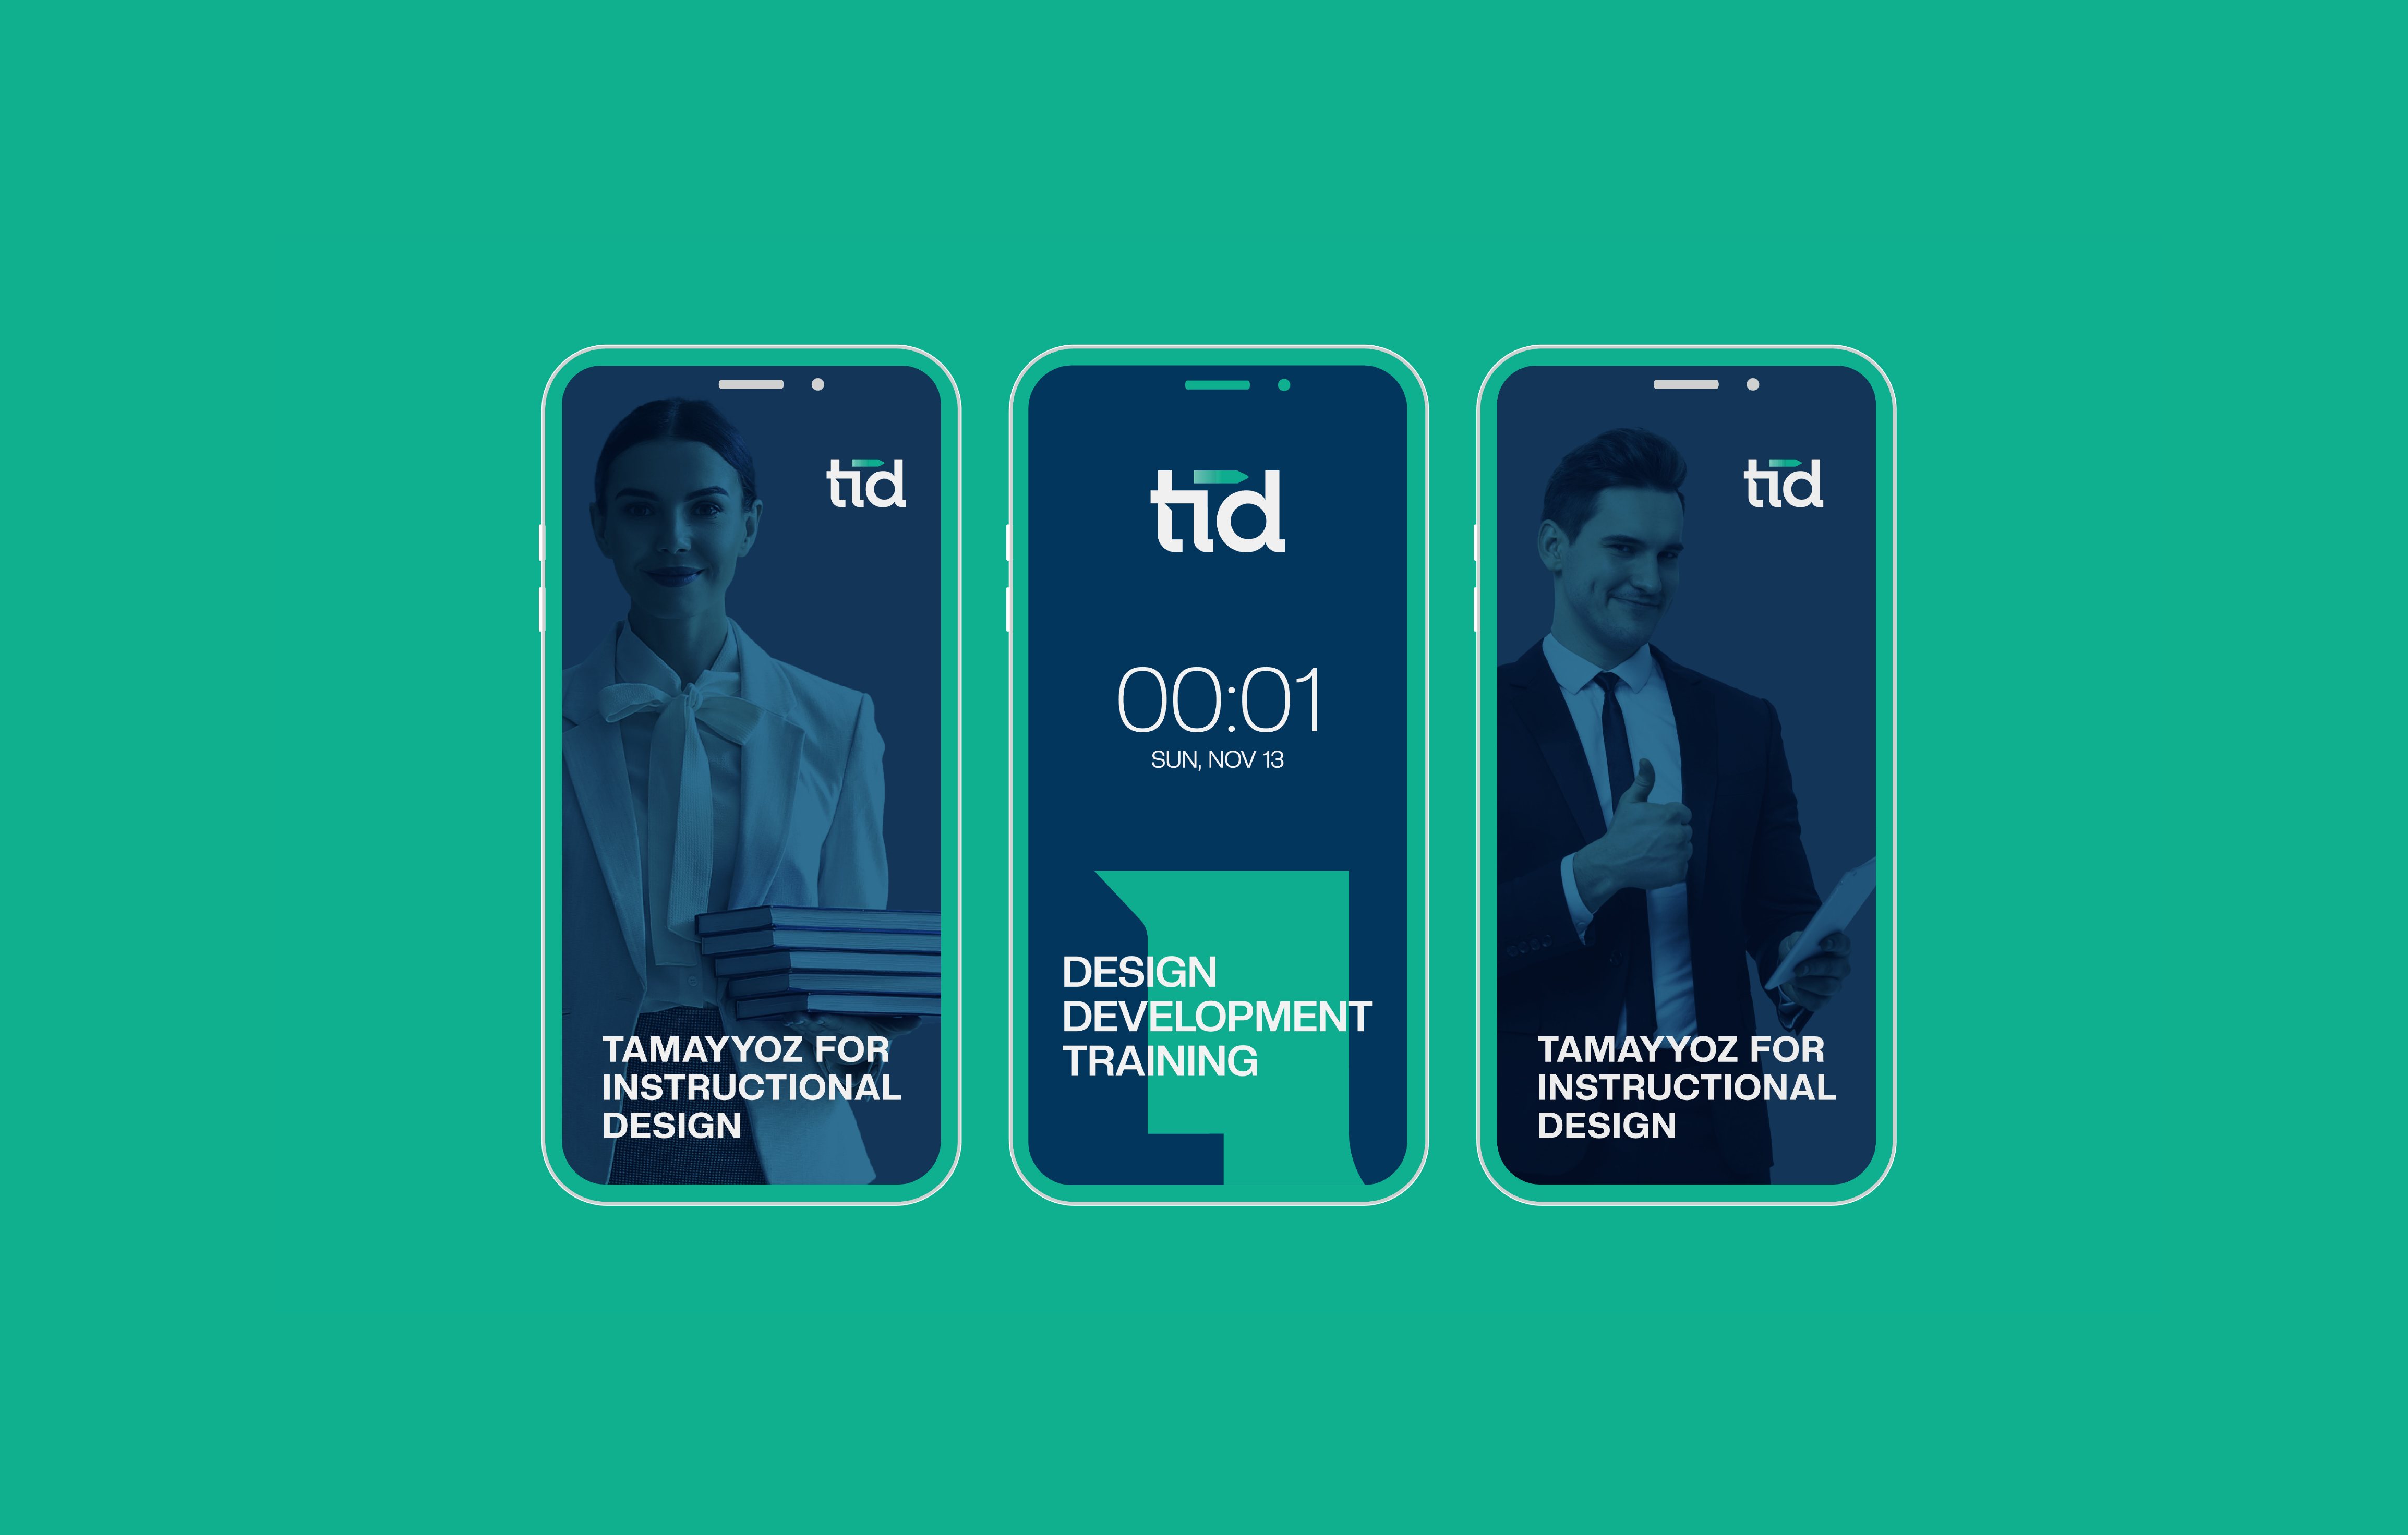 tid
TAMAYYOZ FOR
INSTRUCTIONAL
DESIGN
tid
00:01
SUN, NOV 13
DESIGN
DEVELOPMENT
TRAINING
tid
TAMAYYOZ FOR
INSTRUCTIONAL
DESIGN